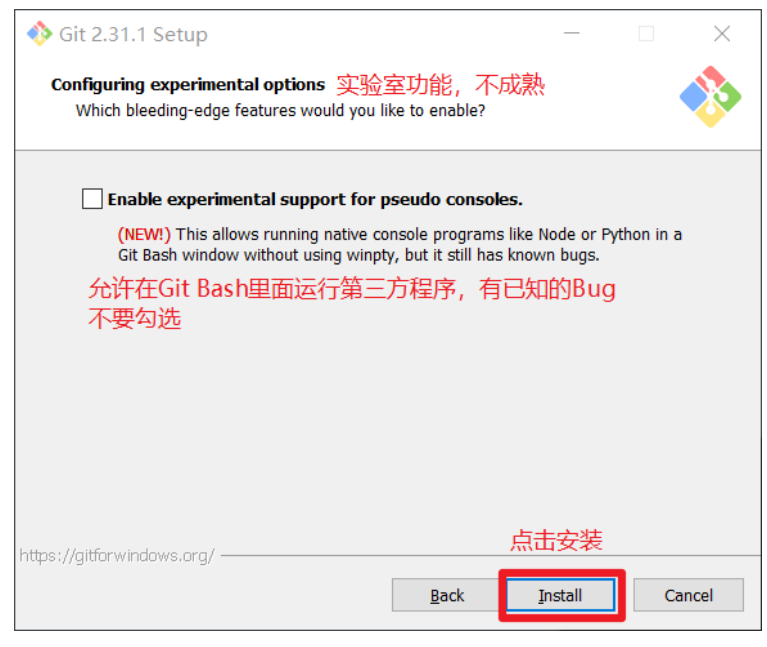 Git 2.31.1 Setup
Configuring experimental options 实验室功能，不成熟
Which bleeding-edge features would you like to enable?
Enable experimental support for pseudo consoles.
(NEW!) This allows running native console programs like Node or Python in a
Git Bash window without using winpty, but it still has known bugs.
允许在Git Bash里面运行第三方程序，有已知的Bug
不要勾选
点击安装
https://gitforwindows.org/
Back Install Cancel